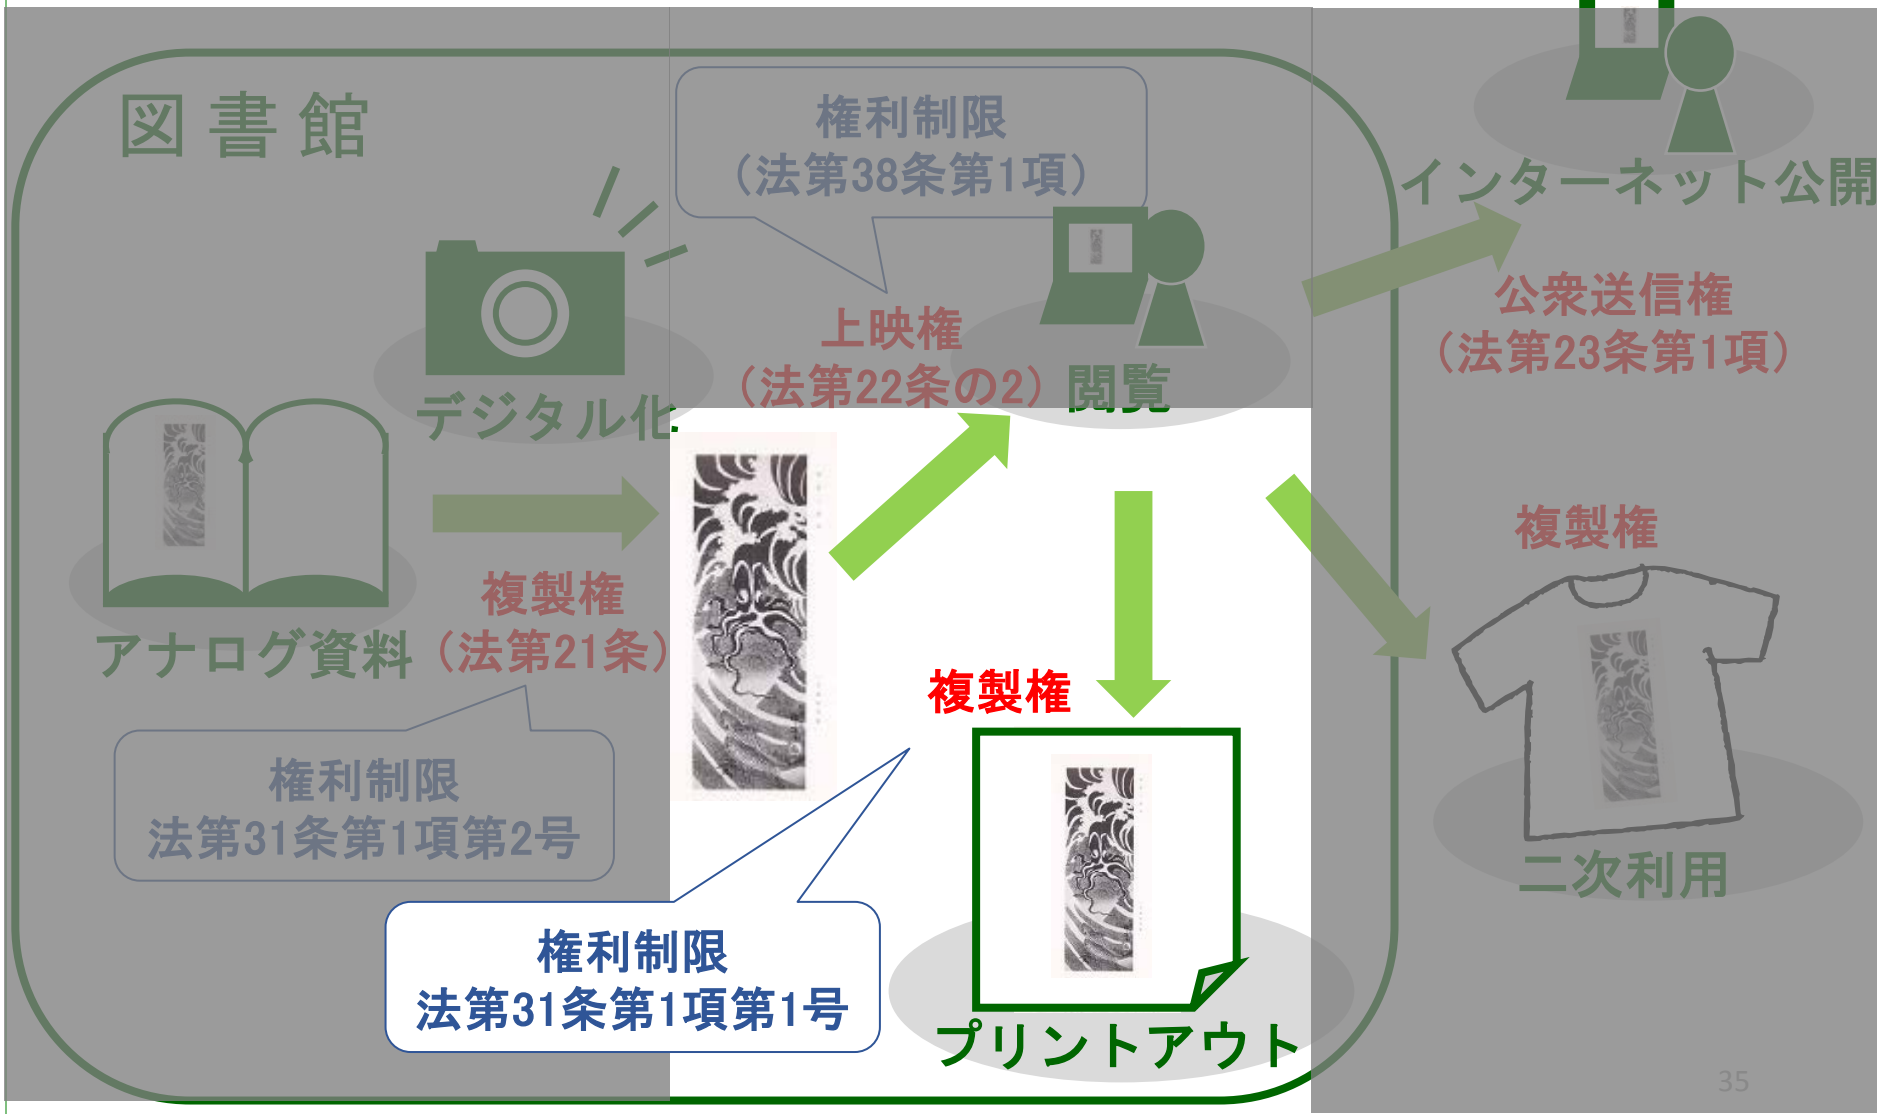 図書館
権利制限
（法第38条第1項）
インターネット公開
デジタル化
上映権
（法第22条の2）
閲覧
公衆送信権
（法第23条第1項）
アナログ資料
複製権
（法第21条）
複製権
権利制限
法第31条第1項第2号
複製権
二次利用
権利制限
法第31条第1項第1号
プリントアウト
35